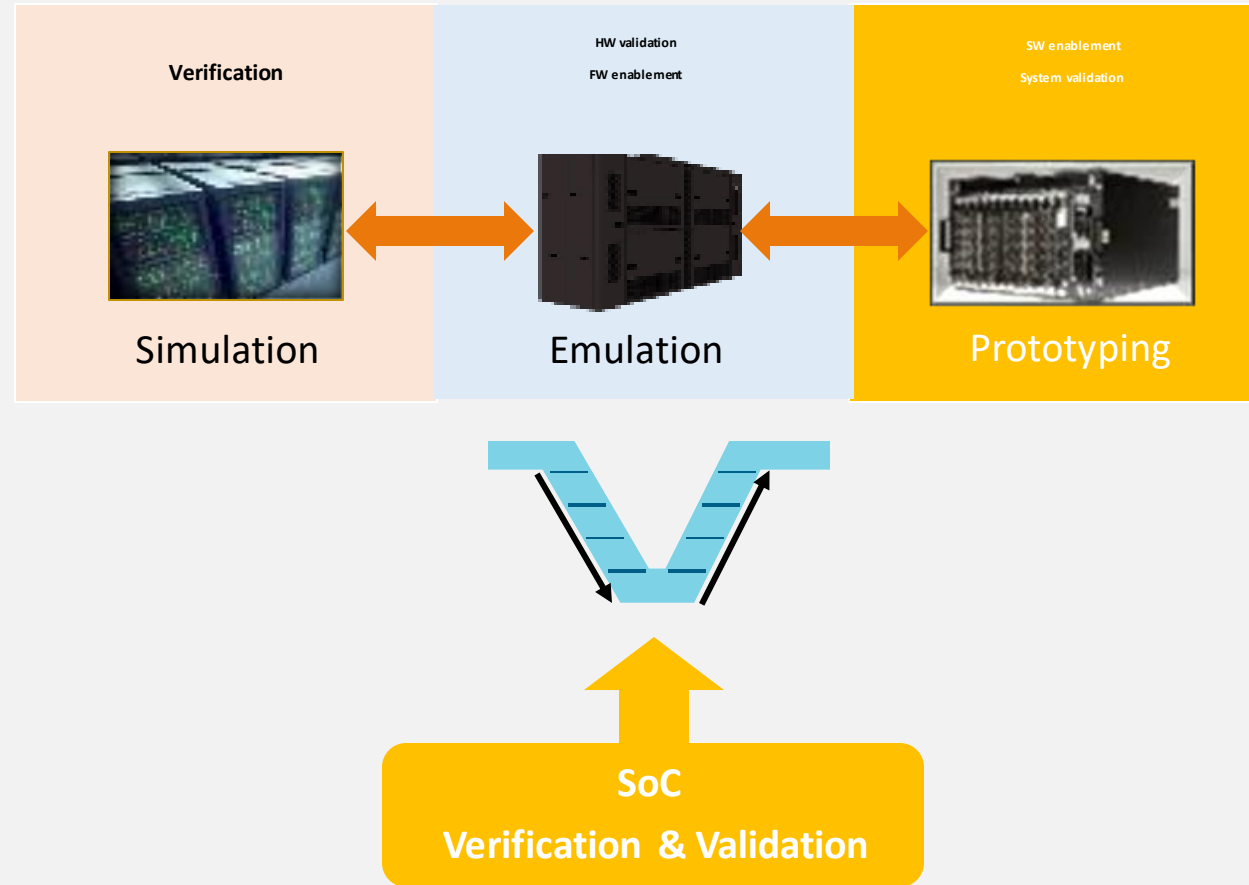 Verification
HW validation
FW enablement
SW enablement
System validation
Simulation
Emulation
Prototyping
SoC
Verification & Validation